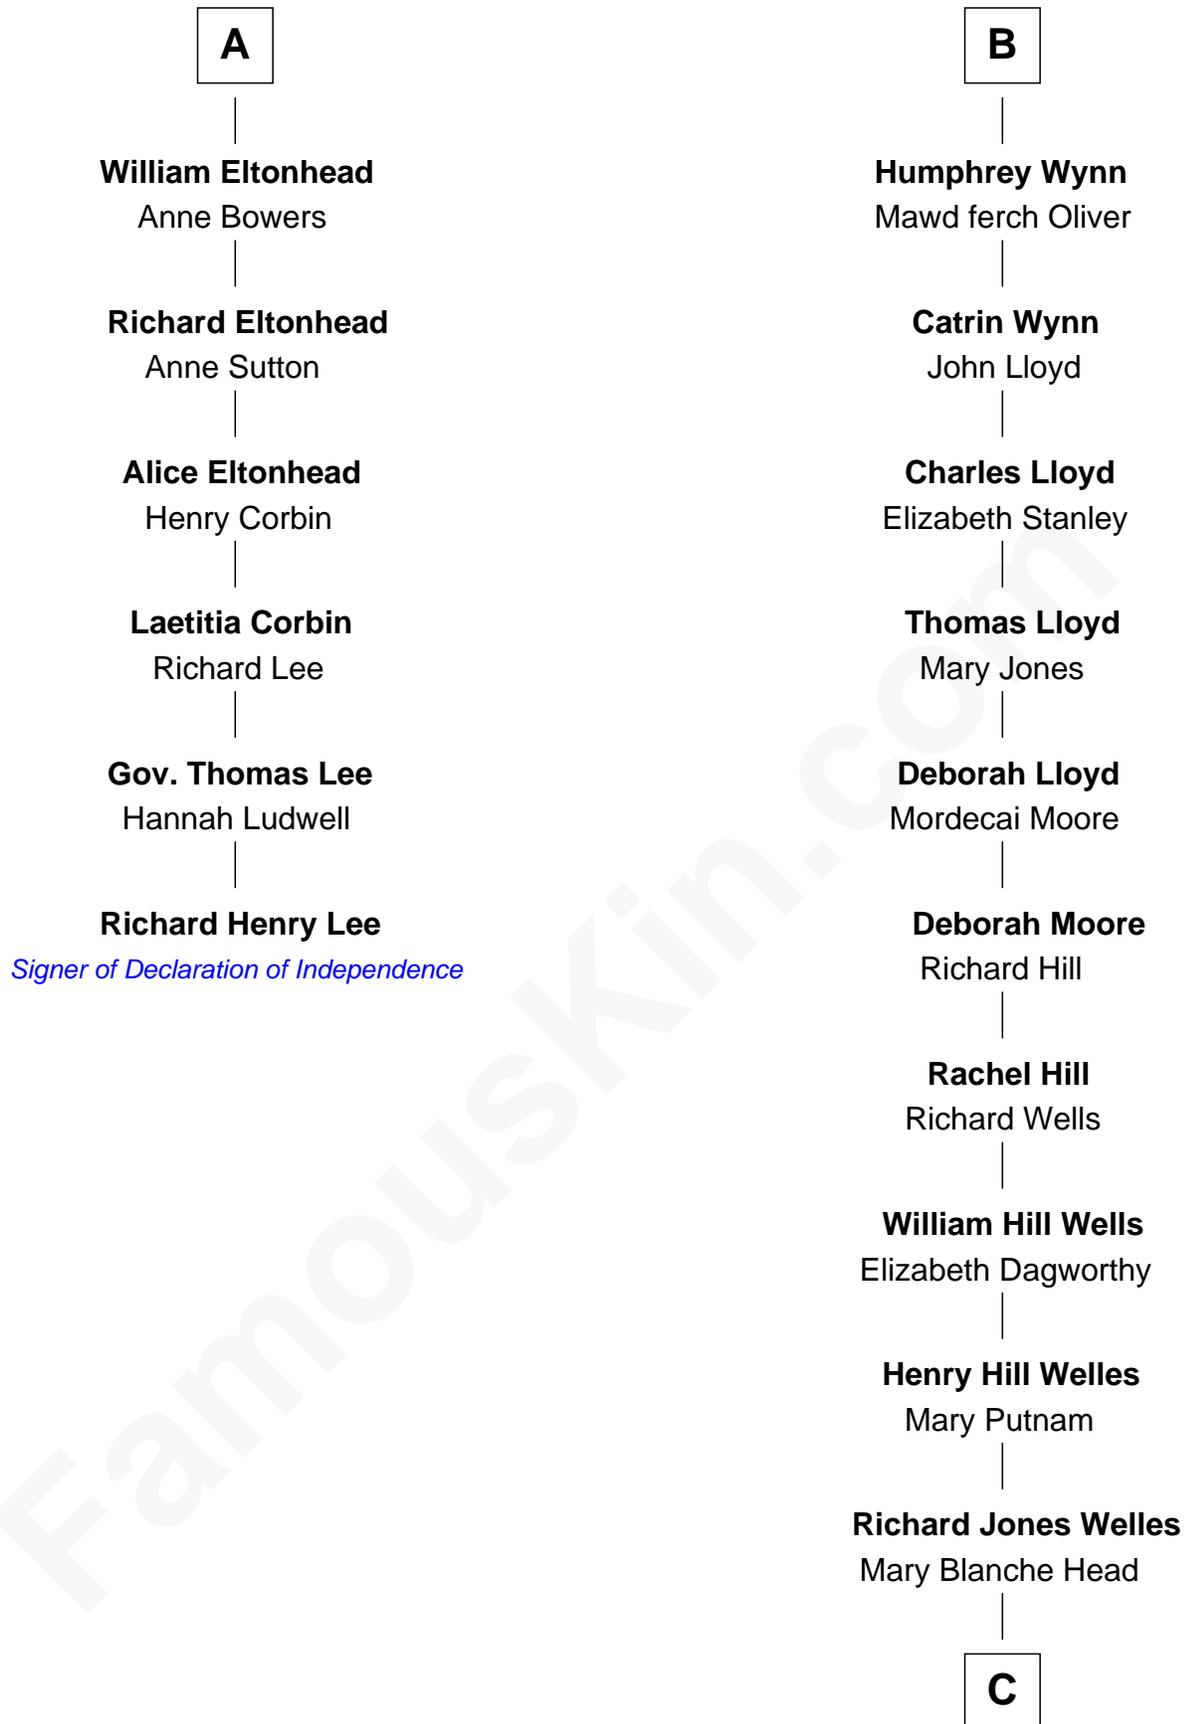 A
William Eltonhead
Anne Bowers
Richard Eltonhead
Anne Sutton
Alice Eltonhead
Henry Corbin
Laetitia Corbin
Richard Lee
Gov. Thomas Lee
Hannah Ludwell
Richard Henry Lee
Signer of Declaration of Independence
B
Humphrey Wynn
Mawd ferch Oliver
Catrin Wynn
John Lloyd
Charles Lloyd
Elizabeth Stanley
Thomas Lloyd
Mary Jones
Deborah Lloyd
Mordecai Moore
Deborah Moore
Richard Hill
Rachel Hill
Richard Wells
William Hill Wells
Elizabeth Dagworthy
Henry Hill Welles
Mary Putnam
Richard Jones Welles
Mary Blanche Head
C
FamousKin.com